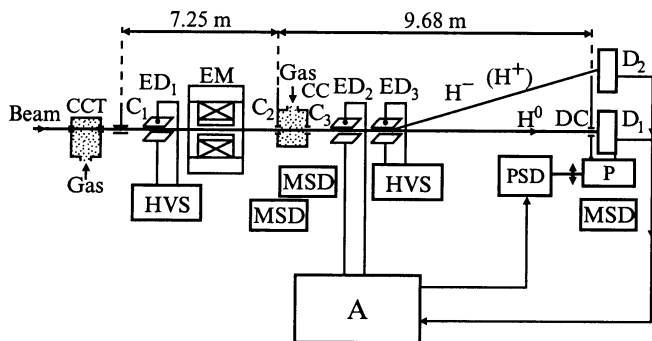 7.25 m 9.68 m
Gas D₂
CCT C₁ ED₁ EM CC ED₂ ED₃ H⁻ (H⁺)
Beam C₂ C₃ H⁰ DC D₁
Gas
HVS MSD HVS PSD P
MSD MSD
A